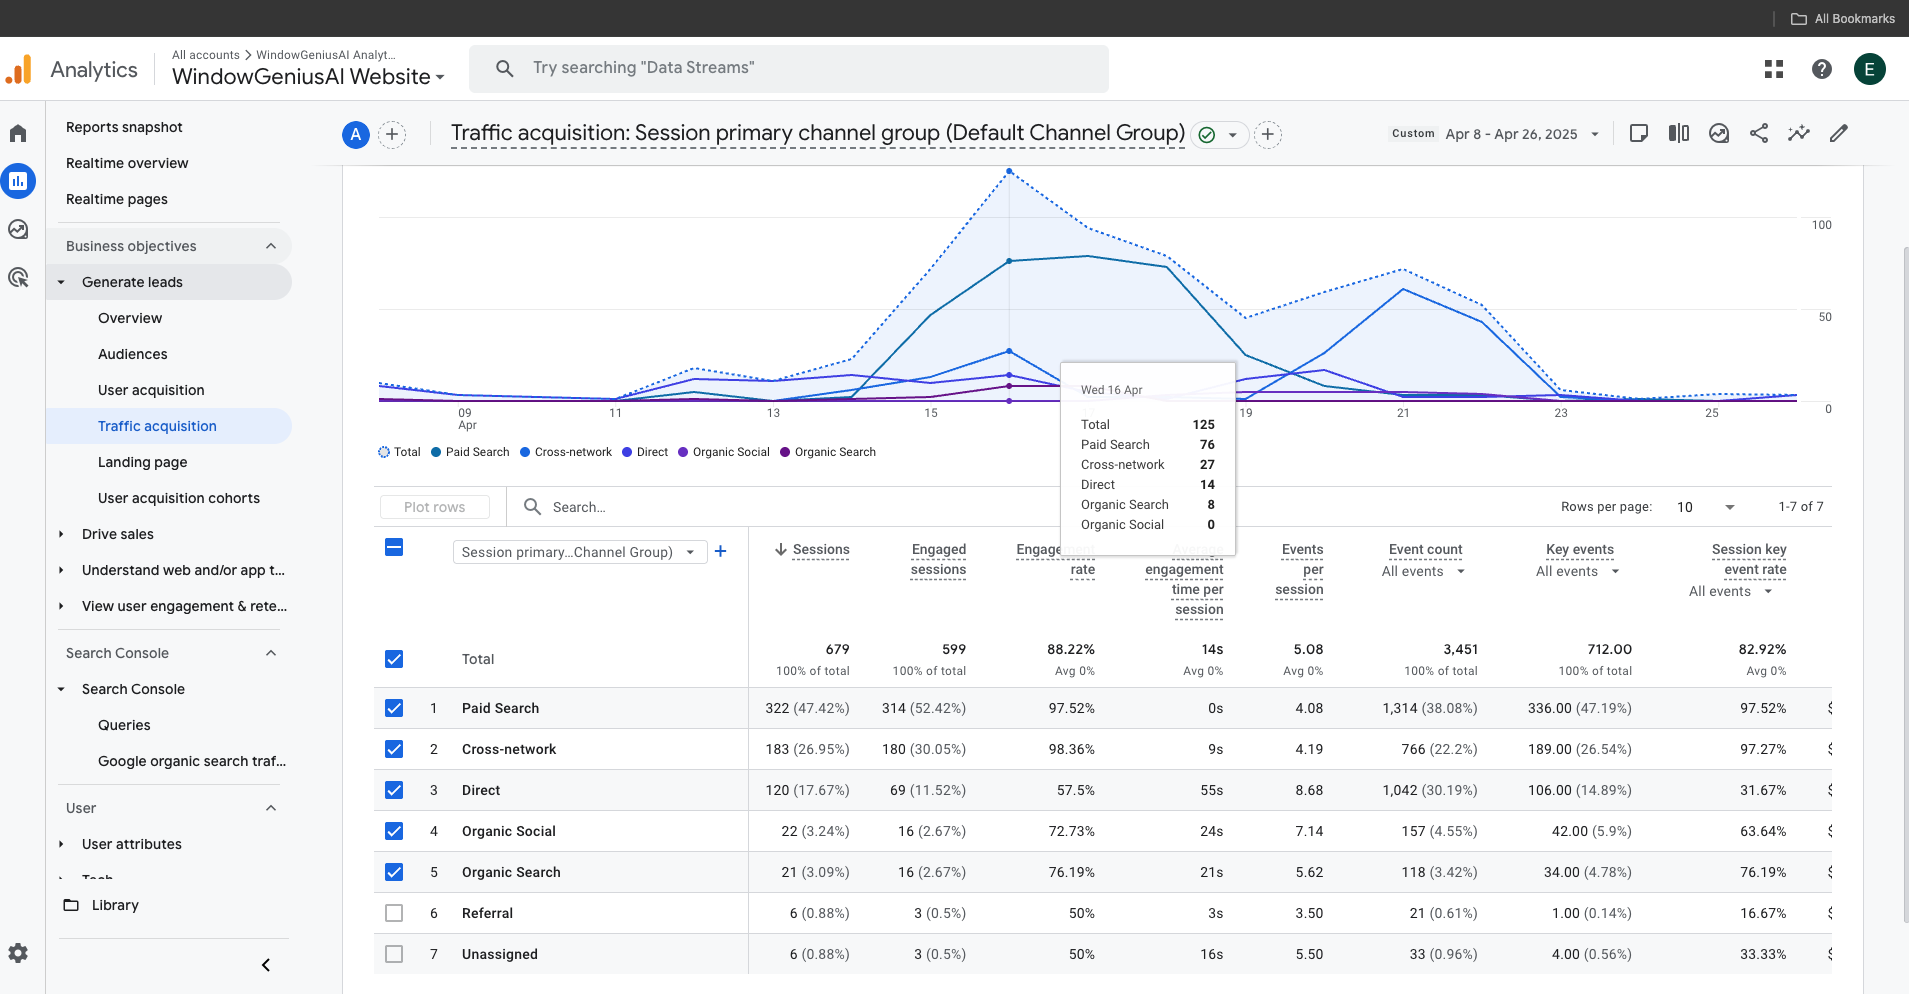 All Bookmarks
Analytics
All accounts > WindowGeniusAI Analyt...
WindowGeniusAI Website
Try searching "Data Streams"
E
Reports snapshot
Realtime overview
Realtime pages
Business objectives
Generate leads
Overview
Audiences
User acquisition
Traffic acquisition
Landing page
User acquisition cohorts
Drive sales
Understand web and/or app t...
View user engagement & rete...
Search Console
Search Console
Queries
Google organic search traf...
User
User attributes
Tech
Library
A
Traffic acquisition: Session primary channel group (Default Channel Group)
Custom Apr 8 - Apr 26, 2025
100
50
0
09
Apr
11
13
15
19
21
23
25
Wed 16 Apr
Total 125
Paid Search 76
Cross-network 27
Direct 14
Organic Search 8
Organic Social 0
Total Paid Search Cross-network Direct Organic Social Organic Search
Plot rows
Search...
Rows per page: 10 1-7 of 7
Session primary...Channel Group)
Sessions
Engaged
sessions
Engagement
rate
Average
engagement
time per
session
Events
per
session
Event count
All events
Key events
All events
Session key
event rate
All events
Total 679 599 88.22% 14s 5.08 3,451 712.00 82.92%
100% of total 100% of total Avg 0% Avg 0% Avg 0% 100% of total 100% of total Avg 0%
1 Paid Search 322 (47.42%) 314 (52.42%) 97.52% 0s 4.08 1,314 (38.08%) 336.00 (47.19%) 97.52% $
2 Cross-network 183 (26.95%) 180 (30.05%) 98.36% 9s 4.19 766 (22.2%) 189.00 (26.54%) 97.27% $
3 Direct 120 (17.67%) 69 (11.52%) 57.5% 55s 8.68 1,042 (30.19%) 106.00 (14.89%) 31.67% $
4 Organic Social 22 (3.24%) 16 (2.67%) 72.73% 24s 7.14 157 (4.55%) 42.00 (5.9%) 63.64% $
5 Organic Search 21 (3.09%) 16 (2.67%) 76.19% 21s 5.62 118 (3.42%) 34.00 (4.78%) 76.19% $
6 Referral 6 (0.88%) 3 (0.5%) 50% 3s 3.50 21 (0.61%) 1.00 (0.14%) 16.67% $
7 Unassigned 6 (0.88%) 3 (0.5%) 50% 16s 5.50 33 (0.96%) 4.00 (0.56%) 33.33% $